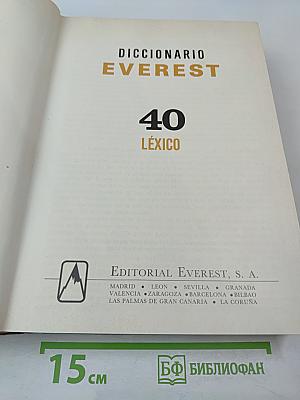 DICCIONARIO
EVEREST
40
LÉXICO
EDITORIAL EVEREST, S. A.
MADRID • LEON • SEVILLA • GRANADA
VALENCIA • ZARAGOZA • BARCELONA • BILBAO
LAS PALMAS DE GRAN CANARIA • LA CORUÑA
15 СМ
БФ БИБЛИОФАН